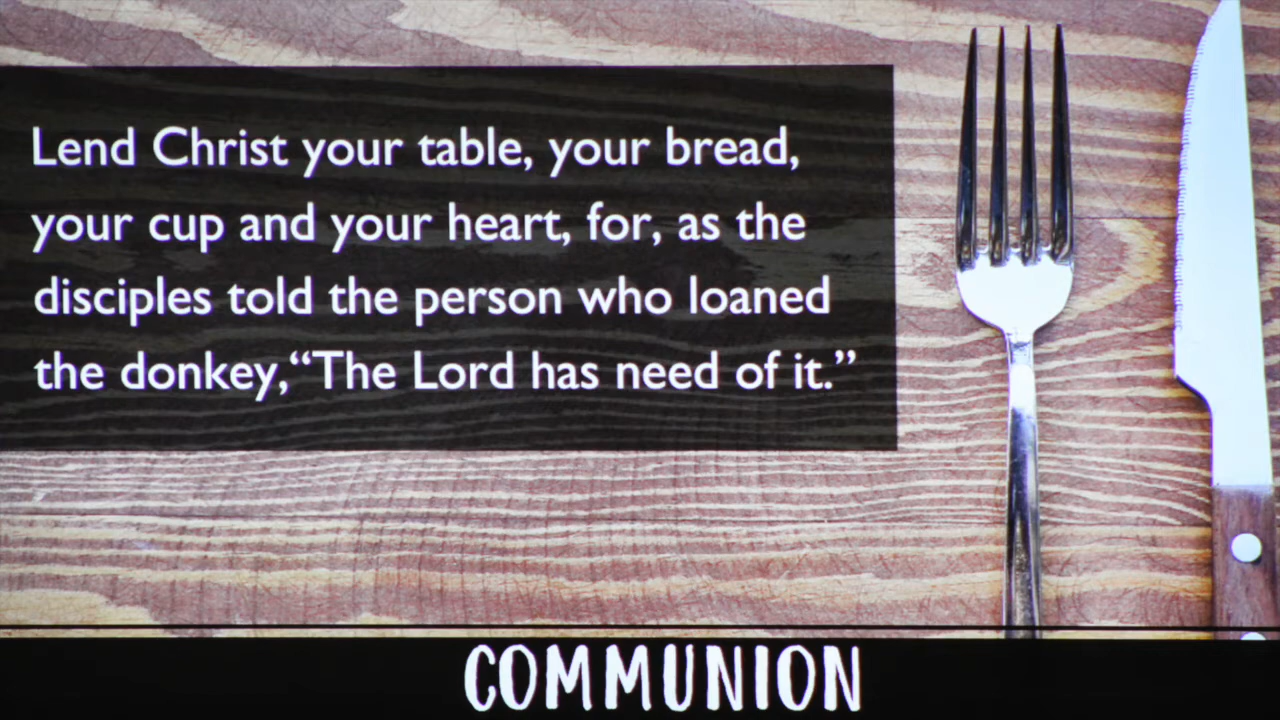 Lend Christ your table, your bread,
your cup and your heart, for, as the
disciples told the person who loaned
the donkey, “The Lord has need of it.”
COMMUNION